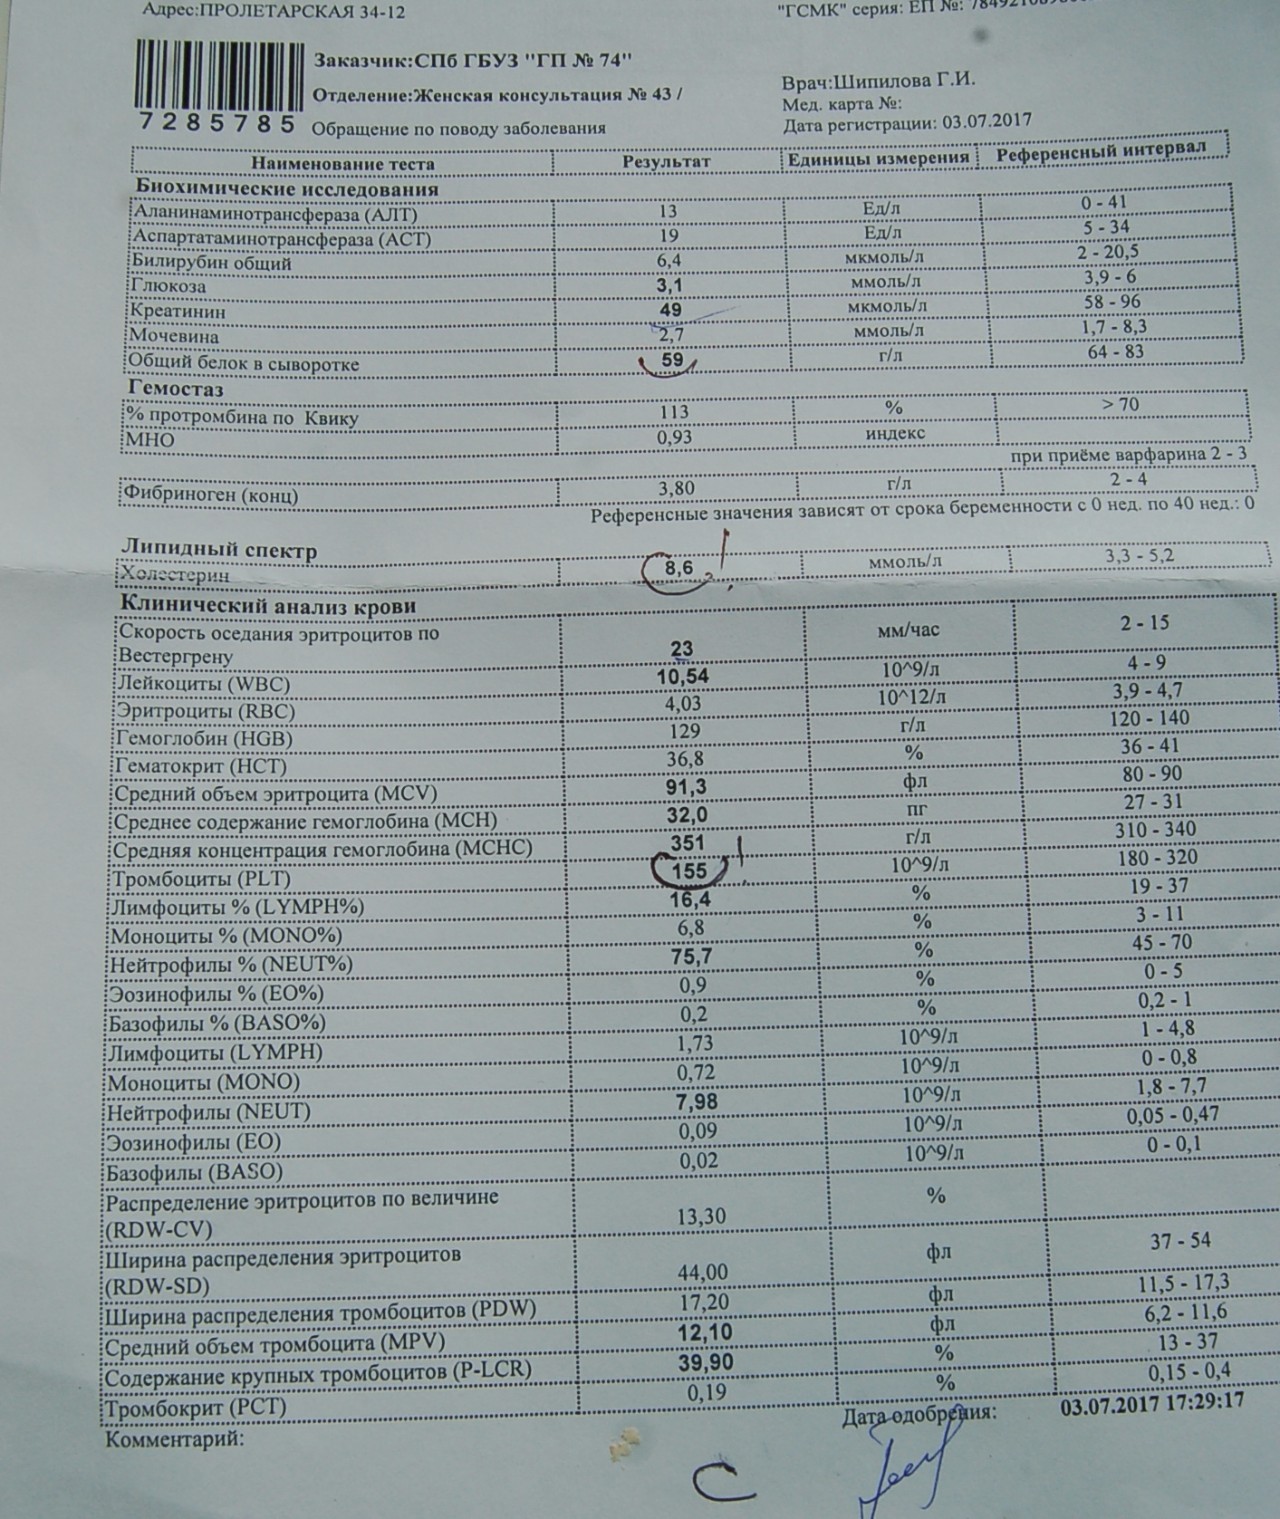 Адрес:ПРОЛЕТАРСКАЯ 34-12
"ГСМК" серия: ЕП №:
7285785
Заказчик:СПб ГБУЗ "ГП № 74"
Отделение:Женская консультация № 43 /
Обращение по поводу заболевания
Врач:Шипилова Г.И.
Мед. карта №:
Дата регистрации: 03.07.2017
Наименование теста Результат Единицы измерения Референсный интервал
Биохимические исследования
Аланинаминотрансфераза (АЛТ) 13 Ед/л 0 - 41
Аспартатаминотрансфераза (АСТ) 19 Ед/л 5 - 34
Билирубин общий 6,4 мкмоль/л 2 - 20,5
Глюкоза 3,1 ммоль/л 3,9 - 6
Креатинин 49 мкмоль/л 58 - 96
Мочевина 2,7 ммоль/л 1,7 - 8,3
Общий белок в сыворотке 59 г/л 64 - 83
Гемостаз
% протромбина по Квику 113 % > 70
МНО 0,93 индекс
при приёме варфарина 2 - 3
Фибриноген (конц) 3,80 г/л 2 - 4
Референсные значения зависят от срока беременности с 0 нед. по 40 нед.: 0
Липидный спектр
Холестерин 8,6 ! ммоль/л 3,3 - 5,2
Клинический анализ крови
Скорость оседания эритроцитов по
Вестергрену 23 мм/час 2 - 15
Лейкоциты (WBC) 10,54 10^9/л 4 - 9
Эритроциты (RBC) 4,03 10^12/л 3,9 - 4,7
Гемоглобин (HGB) 129 г/л 120 - 140
Гематокрит (HCT) 36,8 % 36 - 41
Средний объем эритроцита (MCV) 91,3 фл 80 - 90
Среднее содержание гемоглобина (MCH) 32,0 пг 27 - 31
Средняя концентрация гемоглобина (MCHC) 351 г/л 310 - 340
Тромбоциты (PLT) 155 ! 10^9/л 180 - 320
Лимфоциты % (LYMPH%) 16,4 % 19 - 37
Моноциты % (MONO%) 6,8 % 3 - 11
Нейтрофилы % (NEUT%) 75,7 % 45 - 70
Эозинофилы % (EO%) 0,9 % 0 - 5
Базофилы % (BASO%) 0,2 % 0,2 - 1
Лимфоциты (LYMPH) 1,73 10^9/л 1 - 4,8
Моноциты (MONO) 0,72 10^9/л 0 - 0,8
Нейтрофилы (NEUT) 7,98 10^9/л 1,8 - 7,7
Эозинофилы (EO) 0,09 10^9/л 0,05 - 0,47
Базофилы (BASO) 0,02 10^9/л 0 - 0,1
Распределение эритроцитов по величине
(RDW-CV) 13,30 %
Ширина распределения эритроцитов
(RDW-SD) 44,00 фл 37 - 54
Ширина распределения тромбоцитов (PDW) 17,20 фл 11,5 - 17,3
Средний объем тромбоцита (MPV) 12,10 фл 6,2 - 11,6
Содержание крупных тромбоцитов (P-LCR) 39,90 % 13 - 37
Тромбокрит (PCT) 0,19 % 0,15 - 0,4
Комментарий:
Дата одобрения: 03.07.2017 17:29:17